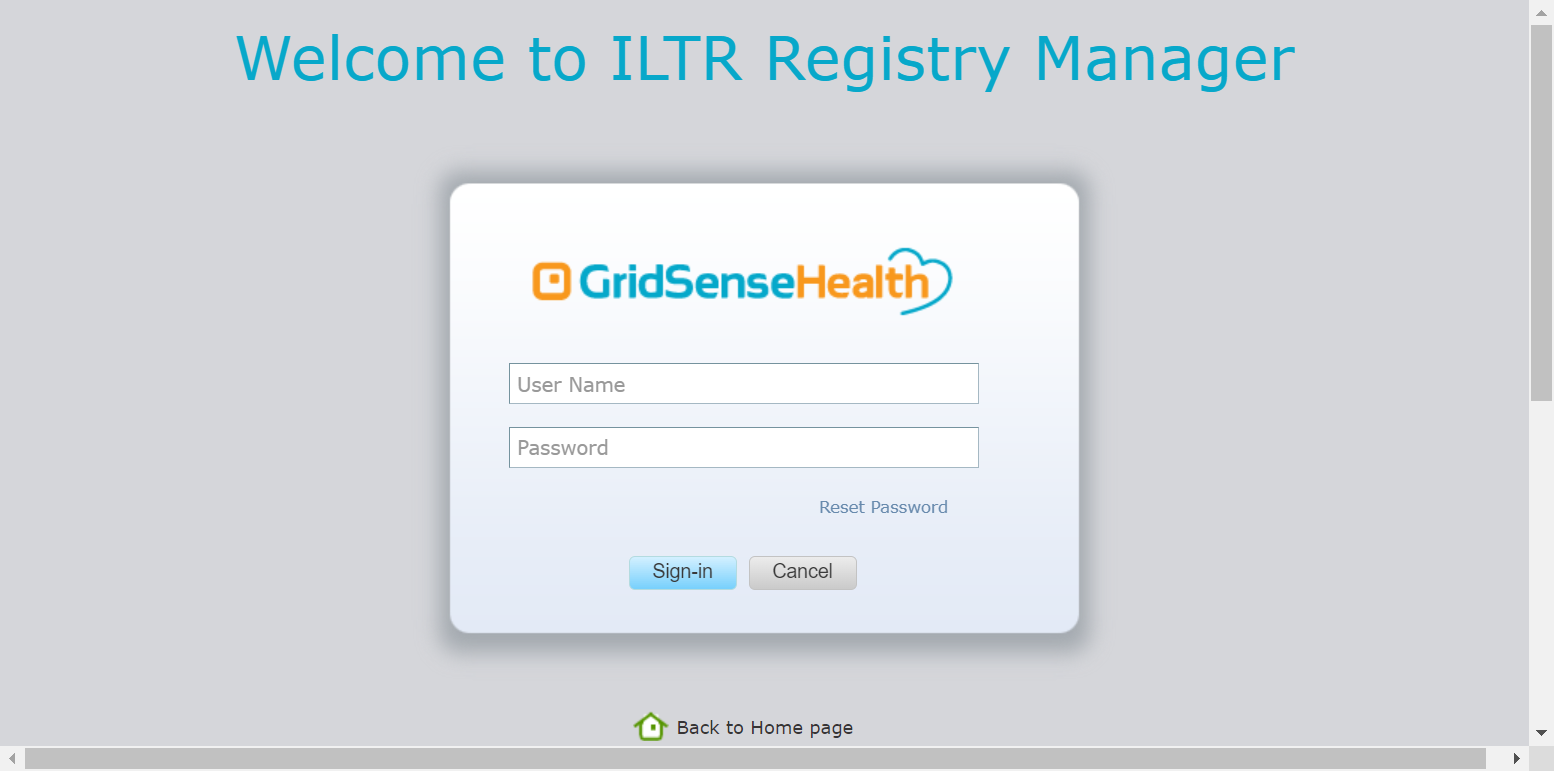 Welcome to ILTR Registry Manager
GridSenseHealth
User Name
Password
Reset Password
Sign-in Cancel
Back to Home page